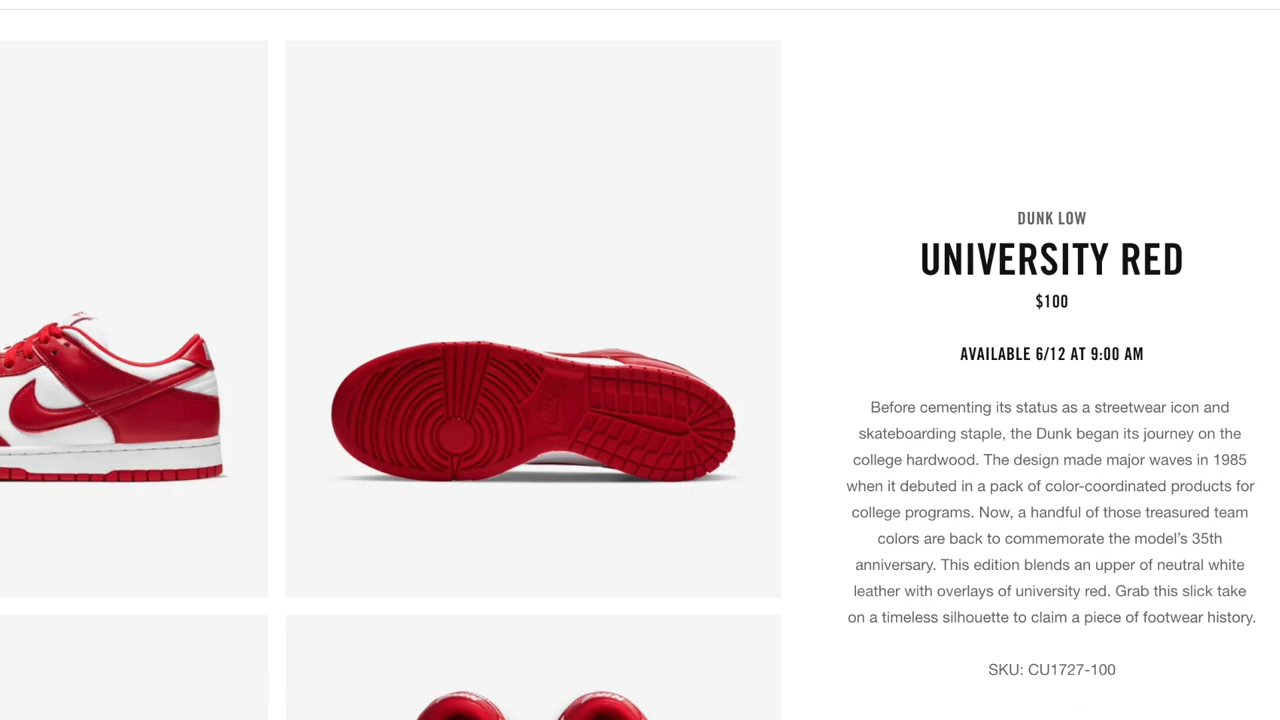 DUNK LOW
UNIVERSITY RED
$100
AVAILABLE 6/12 AT 9:00 AM
Before cementing its status as a streetwear icon and
skateboarding staple, the Dunk began its journey on the
college hardwood. The design made major waves in 1985
when it debuted in a pack of color-coordinated products for
college programs. Now, a handful of those treasured team
colors are back to commemorate the model’s 35th
anniversary. This edition blends an upper of neutral white
leather with overlays of university red. Grab this slick take
on a timeless silhouette to claim a piece of footwear history.
SKU: CU1727-100